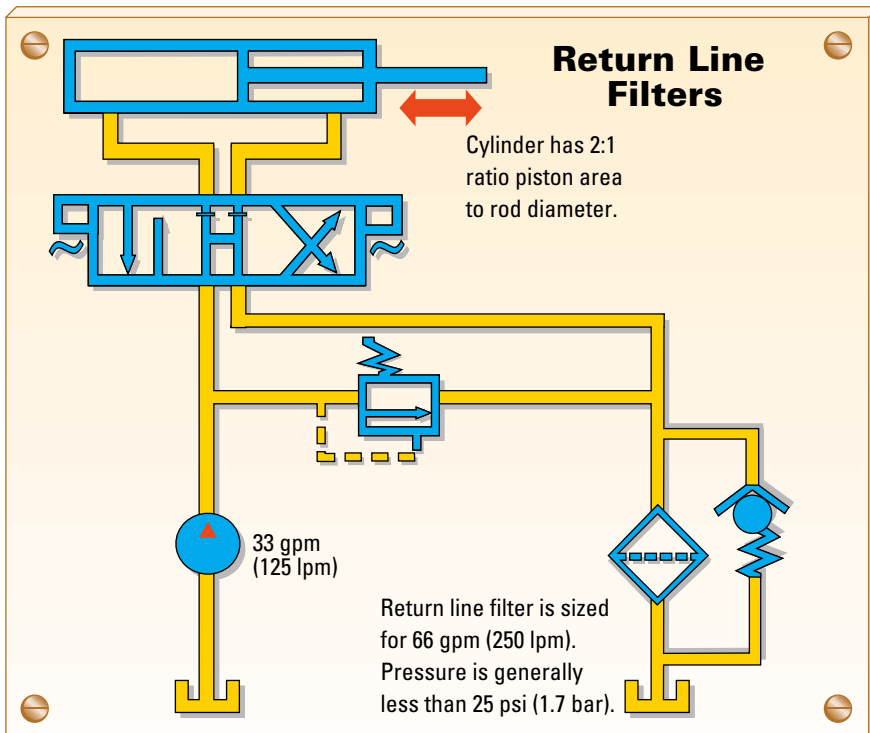 Return Line
Filters
Cylinder has 2:1
ratio piston area
to rod diameter.
33 gpm
(125 lpm)
Return line filter is sized
for 66 gpm (250 lpm).
Pressure is generally
less than 25 psi (1.7 bar).